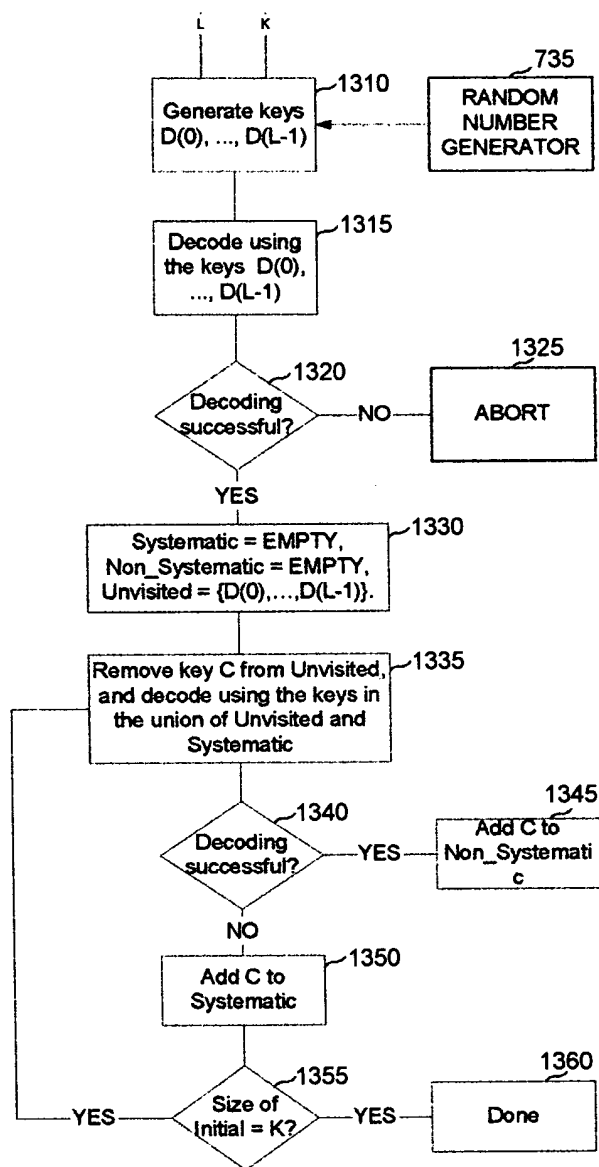 L
K
1310
735
Generate keys
D(0), ..., D(L-1)
RANDOM
NUMBER
GENERATOR
1315
Decode using
the keys D(0),
..., D(L-1)
1320
1325
Decoding
successful?
NO
ABORT
YES
1330
Systematic = EMPTY,
Non_Systematic = EMPTY,
Unvisited = {D(0),...,D(L-1)}.
1335
Remove key C from Unvisited,
and decode using the keys in
the union of Unvisited and
Systematic
1340
1345
Decoding
successful?
YES
Add C to
Non_Systemati
c
NO
1350
Add C to
Systematic
1355
1360
YES
Size of
Initial = K?
YES
Done